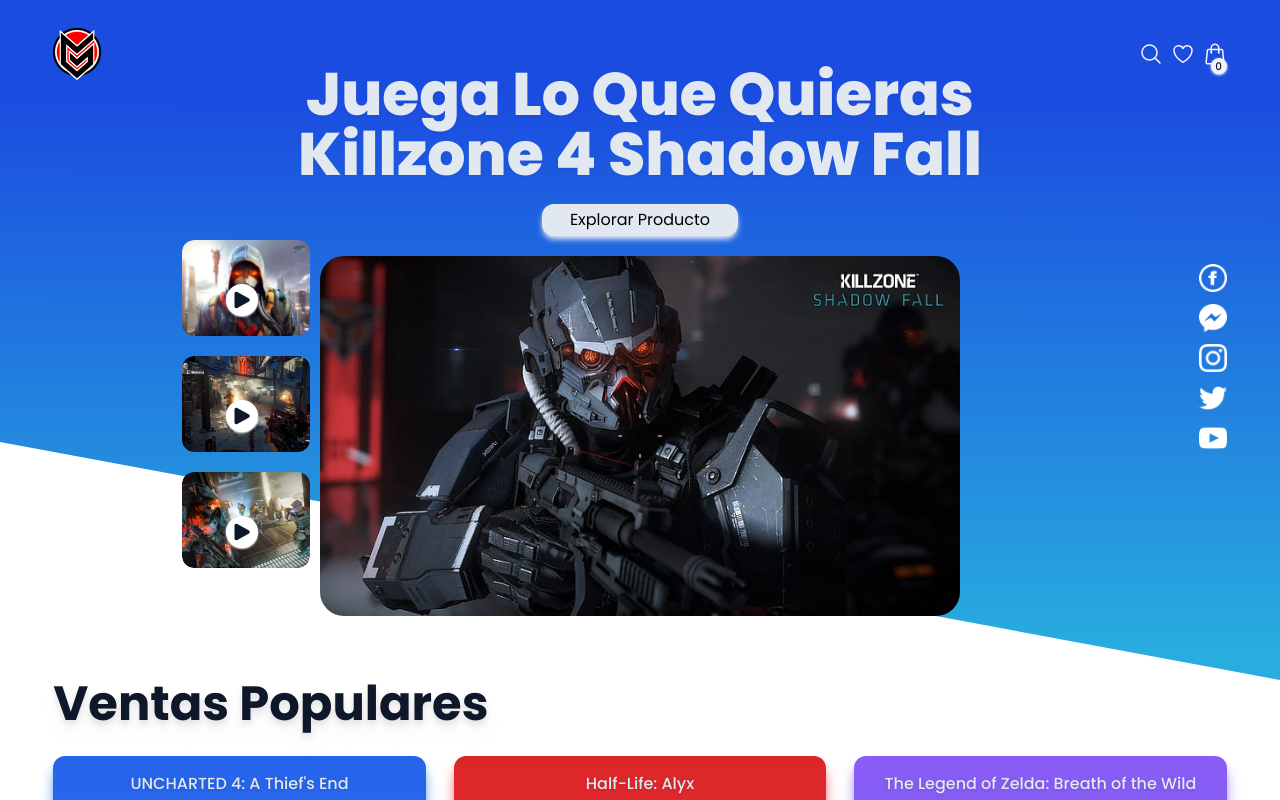 0
Juega Lo Que Quieras
Killzone 4 Shadow Fall
Explorar Producto
KILLZONE
SHADOW FALL
Ventas Populares
UNCHARTED 4: A Thief's End
Half-Life: Alyx
The Legend of Zelda: Breath of the Wild